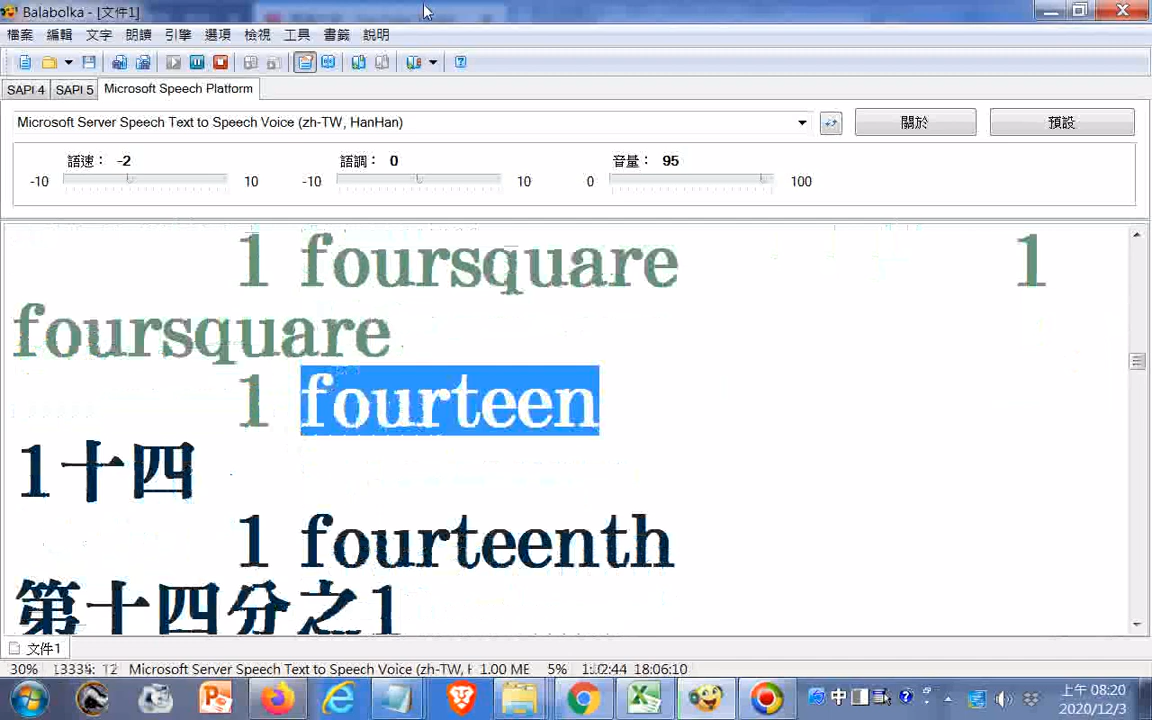 Balabolka - [文件1]
檔案 編輯 文字 朗讀 引擎 選項 檢視 工具 書籤 說明
SAPI 4 SAPI 5 Microsoft Speech Platform
Microsoft Server Speech Text to Speech Voice (zh-TW, HanHan) 關於 預設
語速： -2 語調： 0 音量： 95
-10 10 -10 10 0 100
1 foursquare 1
foursquare
1 fourteen
1十四
1 fourteenth
第十四分之1
文件1
30% Microsoft Server Speech Text to Speech Voice (zh-TW, 1.00 ME 5% 18:06:10
中 上午 08:20
2020/12/3